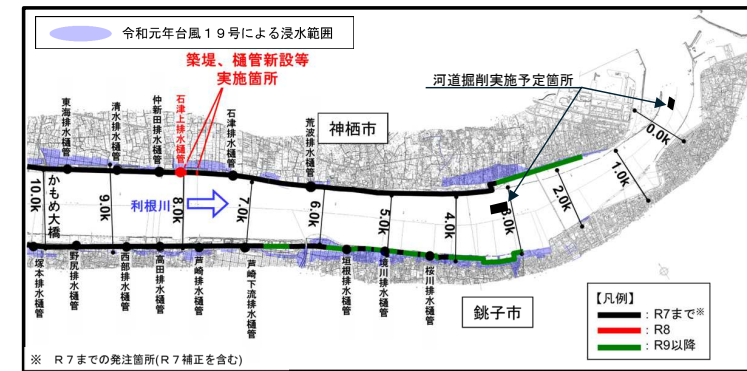 令和元年台風１９号による浸水範囲
築堤、樋管新設等
実施箇所
河道掘削実施予定箇所
神栖市
東海排水樋管
清水排水樋管
仲新田排水樋管
石津上排水樋管
石津排水樋管
荒波排水樋管
かもめ大橋
利根川
10.0k
9.0k
8.0k
7.0k
6.0k
5.0k
4.0k
3.0k
2.0k
1.0k
0.0k
塚本排水樋管
野尻排水樋管
西部排水樋管
高田排水樋管
芦崎排水樋管
芦崎下流排水樋管
垣根排水樋管
境川排水樋管
桜川排水樋管
銚子市
【凡例】
：R7まで※
：R8
：R9以降
※　Ｒ７までの発注箇所(Ｒ７補正を含む)